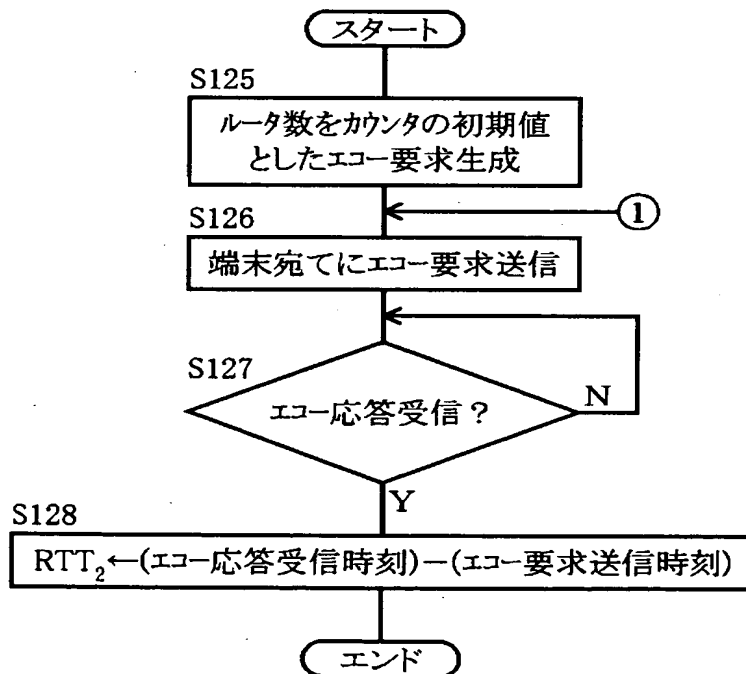 スタート
S125
ルータ数をカウンタの初期値
としたエコー要求生成
①
S126
端末宛てにエコー要求送信
S127
エコー応答受信？
N
Y
S128
RTT₂←(エコー応答受信時刻)－(エコー要求送信時刻)
エンド